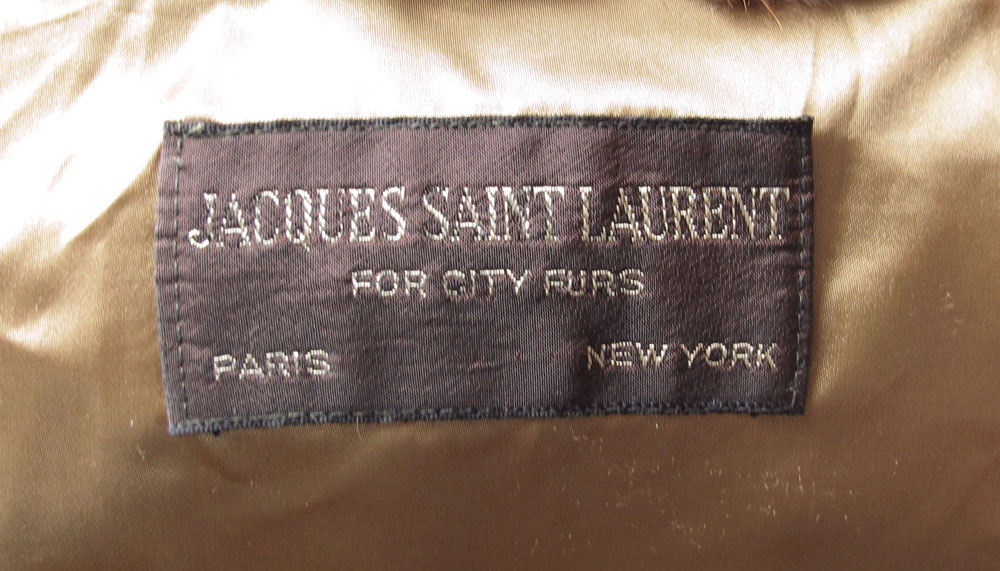 JACQUES SAINT LAURENT
FOR CITY FURS
PARIS NEW YORK